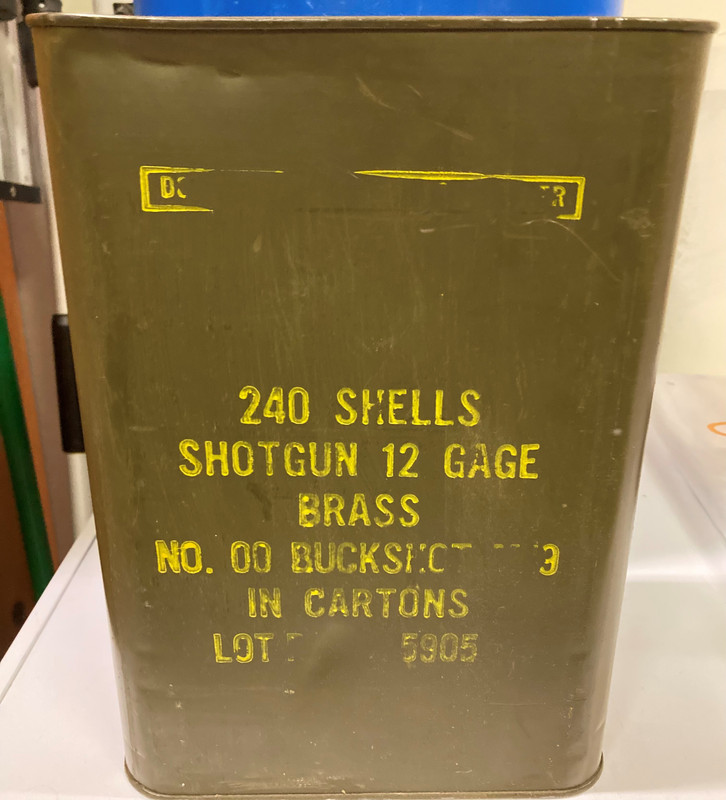 240 SHELLS
SHOTGUN 12 GAGE
BRASS
NO. 00 BUCKSHOT
IN CARTONS
LOT 5905